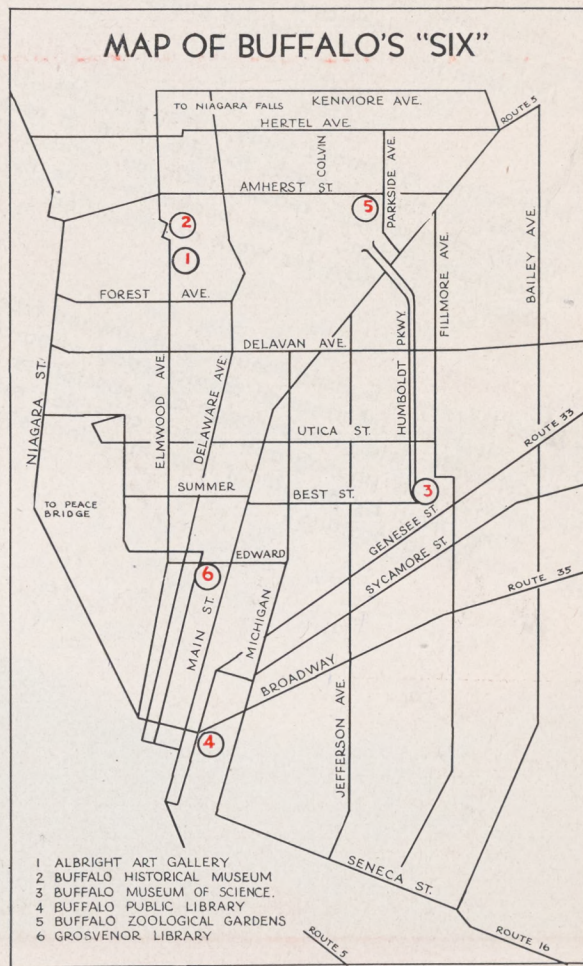 MAP OF BUFFALO'S "SIX"
TO NIAGARA FALLS
KENMORE AVE.
HERTEL AVE.
ROUTE 5
COLVIN
PARKSIDE AVE.
AMHERST ST.
5
2
1
FILLMORE AVE.
BAILEY AVE.
FOREST AVE.
DELAVAN AVE.
HUMBOLDT PKWY.
NIAGARA ST.
ELMWOOD AVE.
DELAWARE AVE.
UTICA ST.
ROUTE 33
SUMMER
BEST ST.
3
TO PEACE
BRIDGE
GENESEE ST.
SYCAMORE ST.
EDWARD
6
ROUTE 35
MAIN ST.
MICHIGAN
BROADWAY
JEFFERSON AVE.
4
SENECA ST.
1 ALBRIGHT ART GALLERY
2 BUFFALO HISTORICAL MUSEUM
3 BUFFALO MUSEUM OF SCIENCE.
4 BUFFALO PUBLIC LIBRARY
5 BUFFALO ZOOLOGICAL GARDENS
6 GROSVENOR LIBRARY
ROUTE 5
ROUTE 16